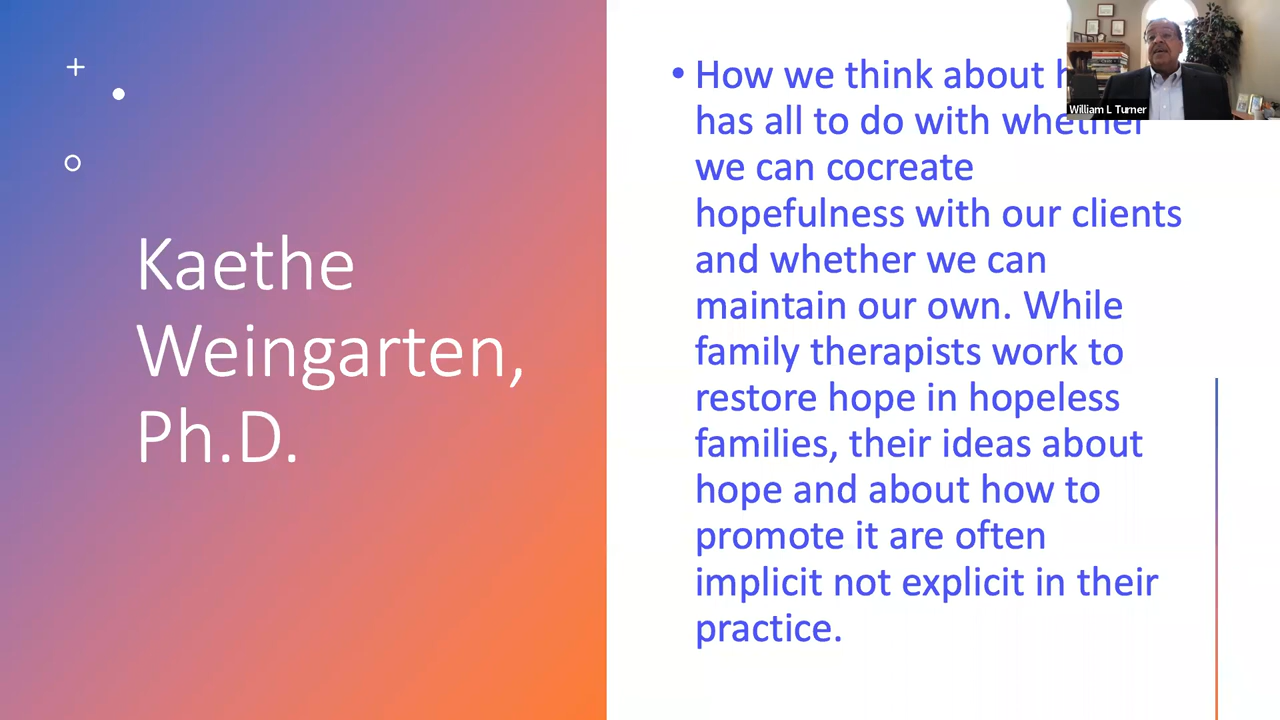 Kaethe
Weingarten,
Ph.D.
• How we think about
has all to do with whether
we can cocreate
hopefulness with our clients
and whether we can
maintain our own. While
family therapists work to
restore hope in hopeless
families, their ideas about
hope and about how to
promote it are often
implicit not explicit in their
practice.
William L Turner